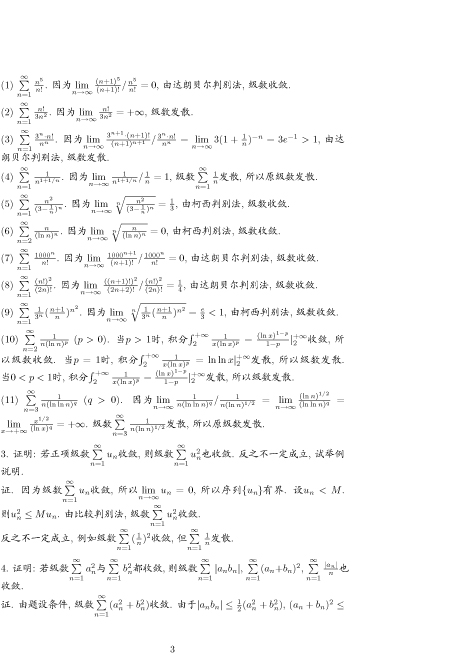 (1) $\sum_{n=1}^{\infty} \frac{n^5}{n!}$. 因为 $\lim_{n\to\infty} \frac{(n+1)^5}{(n+1)!} / \frac{n^5}{n!} = 0$, 由达朗贝尔判别法, 级数收敛.
(2) $\sum_{n=1}^{\infty} \frac{n!}{3n^2}$. 因为 $\lim_{n\to\infty} \frac{n!}{3n^2} = +\infty$, 级数发散.
(3) $\sum_{n=1}^{\infty} \frac{3^n \cdot n!}{n^n}$. 因为 $\lim_{n\to\infty} \frac{3^{n+1} \cdot (n+1)!}{(n+1)^{n+1}} / \frac{3^n \cdot n!}{n^n} = \lim_{n\to\infty} 3(1+\frac{1}{n})^{-n} = 3e^{-1} > 1$, 由达
朗贝尔判别法, 级数发散.
(4) $\sum_{n=1}^{\infty} \frac{1}{n^{1+1/n}}$. 因为 $\lim_{n\to\infty} \frac{1}{n^{1+1/n}} / \frac{1}{n} = 1$, 级数 $\sum_{n=1}^{\infty} \frac{1}{n}$ 发散, 所以原级数发散.
(5) $\sum_{n=1}^{\infty} \frac{n^2}{(3-\frac{1}{n})^n}$. 因为 $\lim_{n\to\infty} \sqrt[n]{\frac{n^2}{(3-\frac{1}{n})^n}} = \frac{1}{3}$, 由柯西判别法, 级数收敛.
(6) $\sum_{n=2}^{\infty} \frac{n}{(\ln n)^n}$. 因为 $\lim_{n\to\infty} \sqrt[n]{\frac{n}{(\ln n)^n}} = 0$, 由柯西判别法, 级数收敛.
(7) $\sum_{n=1}^{\infty} \frac{1000^n}{n!}$. 因为 $\lim_{n\to\infty} \frac{1000^{n+1}}{(n+1)!} / \frac{1000^n}{n!} = 0$, 由达朗贝尔判别法, 级数收敛.
(8) $\sum_{n=1}^{\infty} \frac{(n!)^2}{(2n)!}$. 因为 $\lim_{n\to\infty} \frac{((n+1)!)^2}{(2n+2)!} / \frac{(n!)^2}{(2n)!} = \frac{1}{4}$, 由达朗贝尔判别法, 级数收敛.
(9) $\sum_{n=1}^{\infty} \frac{1}{3^n} (\frac{n+1}{n})^{n^2}$. 因为 $\lim_{n\to\infty} \sqrt[n]{\frac{1}{3^n} (\frac{n+1}{n})^{n^2}} = \frac{e}{3} < 1$, 由柯西判别法, 级数收敛.
(10) $\sum_{n=2}^{\infty} \frac{1}{n(\ln n)^p}$ $(p > 0)$. 当$p > 1$时, 积分$\int_2^{+\infty} \frac{1}{x(\ln x)^p} = \frac{(\ln x)^{1-p}}{1-p}|_2^{+\infty}$收敛, 所
以级数收敛. 当$p = 1$时, 积分$\int_2^{+\infty} \frac{1}{x(\ln x)^p} = \ln\ln x|_2^{+\infty}$发散, 所以级数发散.
当$0 < p < 1$时, 积分$\int_2^{+\infty} \frac{1}{x(\ln x)^p} = \frac{(\ln x)^{1-p}}{1-p}|_2^{+\infty}$发散, 所以级数发散.
(11) $\sum_{n=3}^{\infty} \frac{1}{n(\ln\ln n)^q}$ $(q > 0)$. 因为 $\lim_{n\to\infty} \frac{1}{n(\ln\ln n)^q} / \frac{1}{n(\ln n)^{1/2}} = \lim_{n\to\infty} \frac{(\ln n)^{1/2}}{(\ln\ln n)^q} =$
$\lim_{x\to+\infty} \frac{x^{1/2}}{(\ln x)^q} = +\infty$. 级数 $\sum_{n=3}^{\infty} \frac{1}{n(\ln n)^{1/2}}$ 发散, 所以原级数发散.
3. 证明: 若正项级数 $\sum_{n=1}^{\infty} u_n$收敛, 则级数 $\sum_{n=1}^{\infty} u_n^2$也收敛. 反之不一定成立, 试举例
说明.
证. 因为级数 $\sum_{n=1}^{\infty} u_n$收敛, 所以 $\lim_{n\to\infty} u_n = 0$, 所以序列$\{u_n\}$有界. 设$u_n < M$.
则$u_n^2 \leq Mu_n$. 由比较判别法, 级数 $\sum_{n=1}^{\infty} u_n^2$收敛.
反之不一定成立, 例如级数 $\sum_{n=1}^{\infty} (\frac{1}{n})^2$收敛, 但 $\sum_{n=1}^{\infty} \frac{1}{n}$发散.
4. 证明: 若级数 $\sum_{n=1}^{\infty} a_n^2$与 $\sum_{n=1}^{\infty} b_n^2$都收敛, 则级数 $\sum_{n=1}^{\infty} |a_nb_n|$, $\sum_{n=1}^{\infty} (a_n+b_n)^2$, $\sum_{n=1}^{\infty} \frac{|a_n|}{n}$也
收敛.
证. 由题设条件, 级数 $\sum_{n=1}^{\infty} (a_n^2 + b_n^2)$收敛. 由于$|a_nb_n| \leq \frac{1}{2}(a_n^2 + b_n^2)$, $(a_n + b_n)^2 \leq$
3